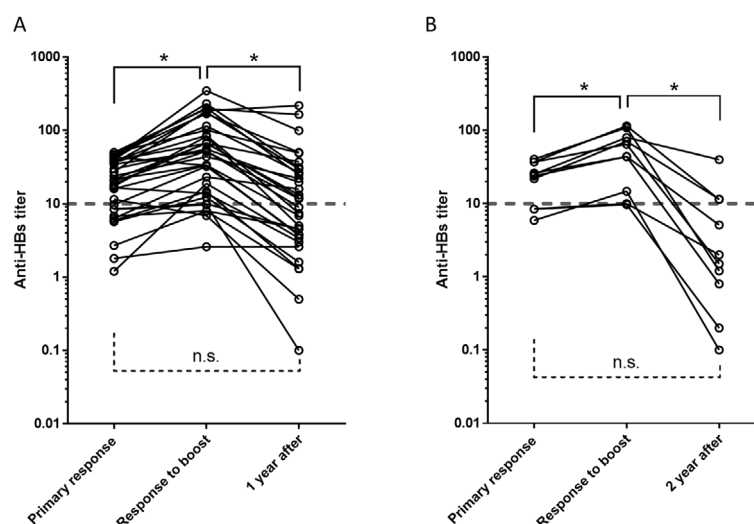 A
1000
100
10
1
0.1
0.01
Anti-HBs titer
*
*
n.s.
Primary response
Response to boost
1 year after
B
1000
100
10
1
0.1
0.01
Anti-HBs titer
*
*
n.s.
Primary response
Response to boost
2 year after